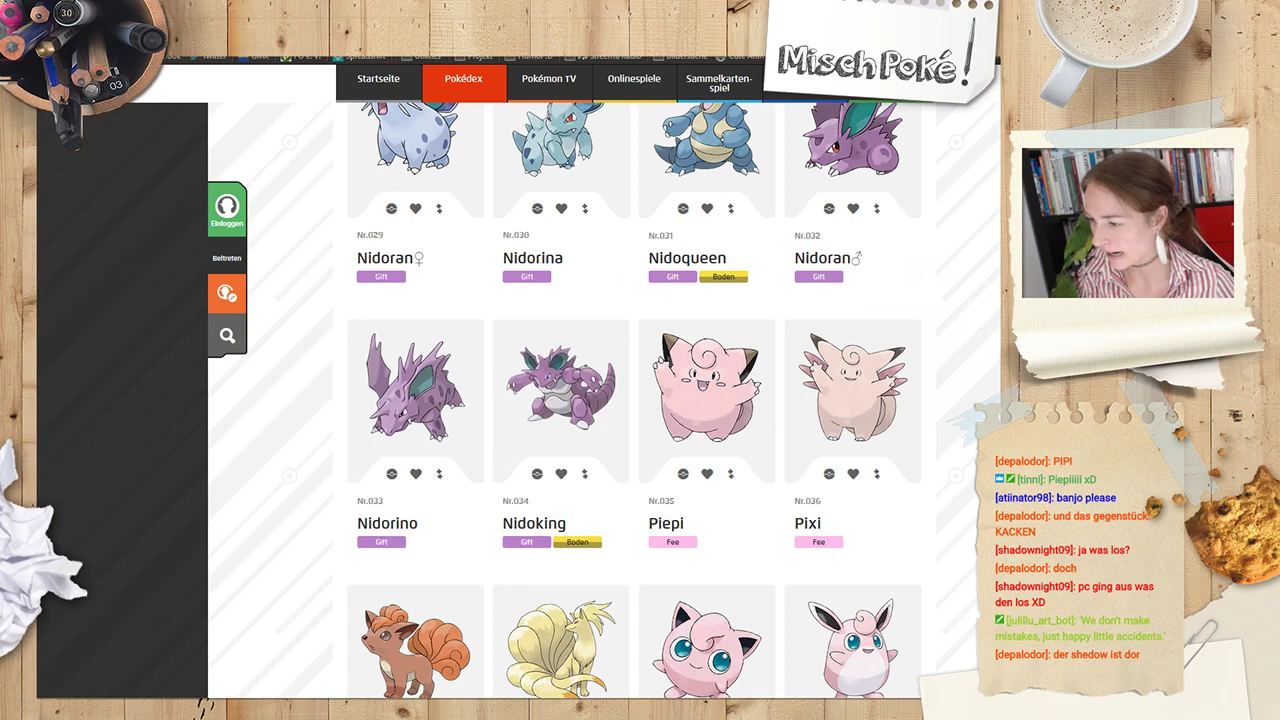 3.0
03
Startseite
Pokédex
Pokémon TV
Onlinespiele
Sammelkarten-
spiel
Misch Poké!
Einloggen
Beitreten
Nr.029
Nidoran♀
Gift
Nr.030
Nidorina
Gift
Nr.031
Nidoqueen
Gift Boden
Nr.032
Nidoran♂
Gift
Nr.033
Nidorino
Gift
Nr.034
Nidoking
Gift Boden
Nr.035
Piepi
Fee
Nr.036
Pixi
Fee
[depalodor]: PIPI
[tinni]: Piepiiiii xD
[atiinator98]: banjo please
[depalodor]: und das gegenstück:
KACKEN
[shadownight09]: ja was los?
[depalodor]: doch
[shadownight09]: pc ging aus was
den los XD
[julillu_art_bot]: 'We don't make
mistakes, just happy little accidents.'
[depalodor]: der shedow ist dor